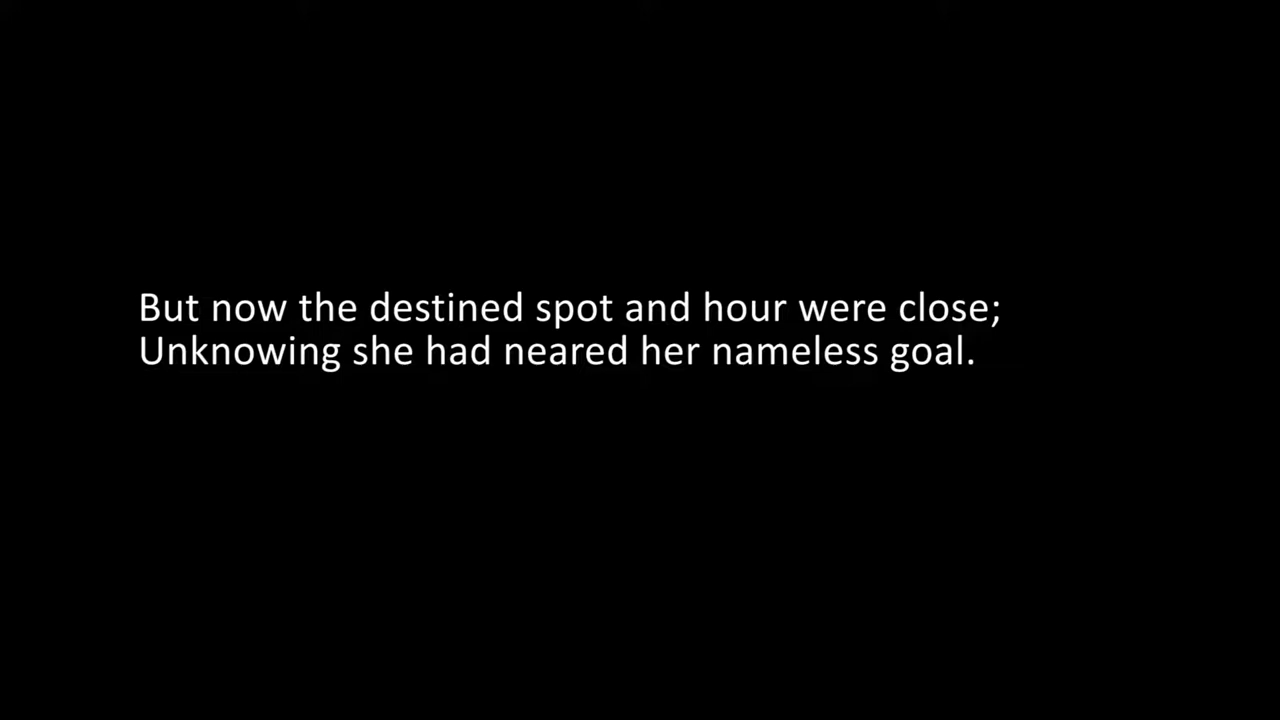 But now the destined spot and hour were close;
Unknowing she had neared her nameless goal.